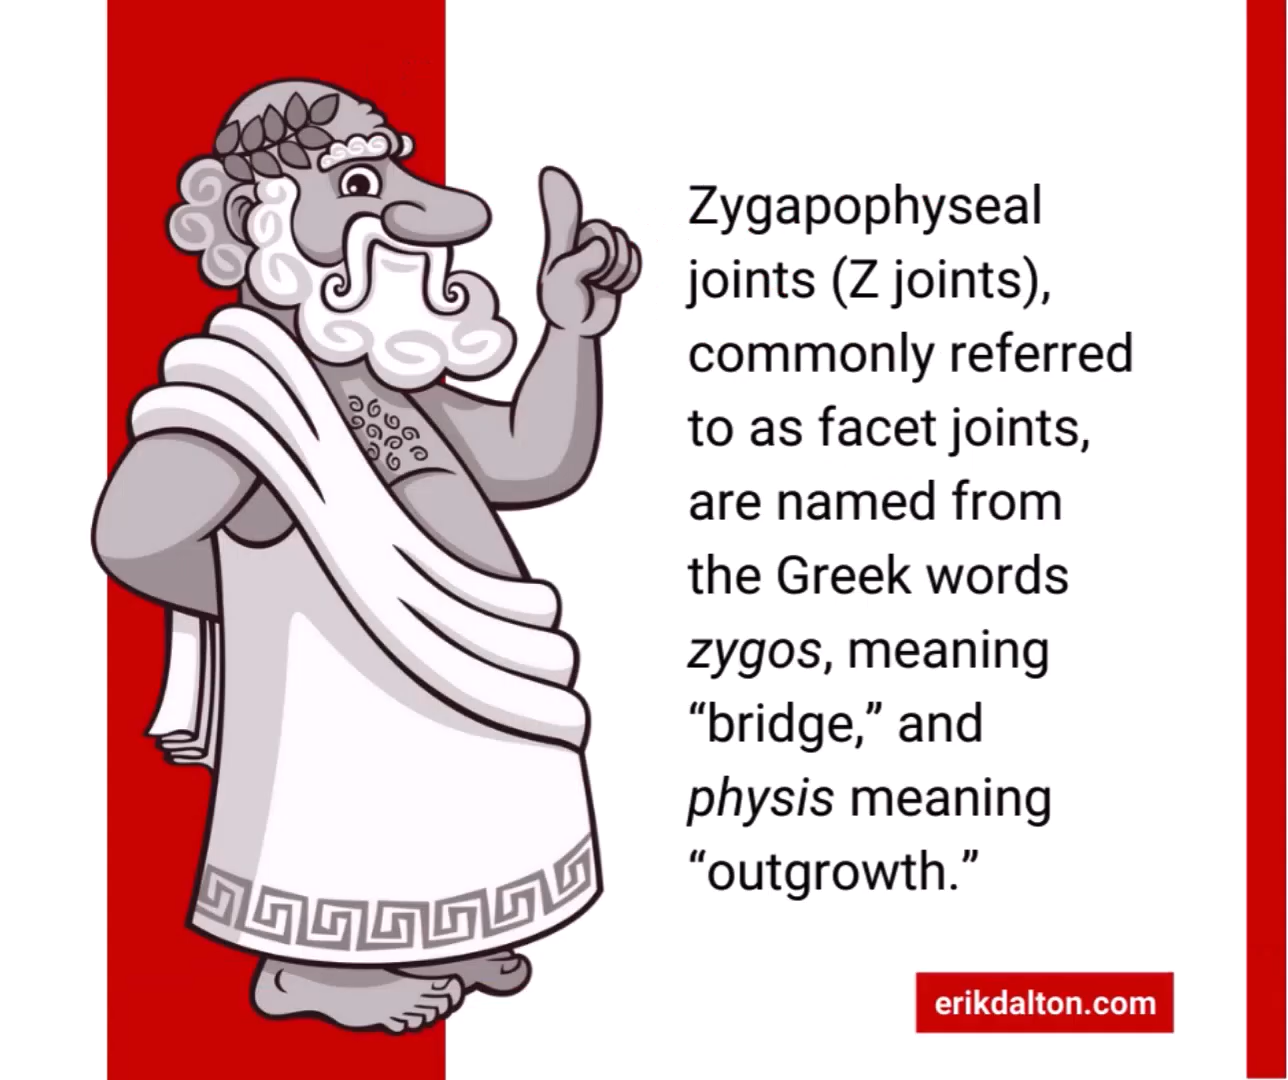 Zygapophyseal
joints (Z joints),
commonly referred
to as facet joints,
are named from
the Greek words
zygos, meaning
“bridge,” and
physis meaning
“outgrowth.”
erikdalton.com